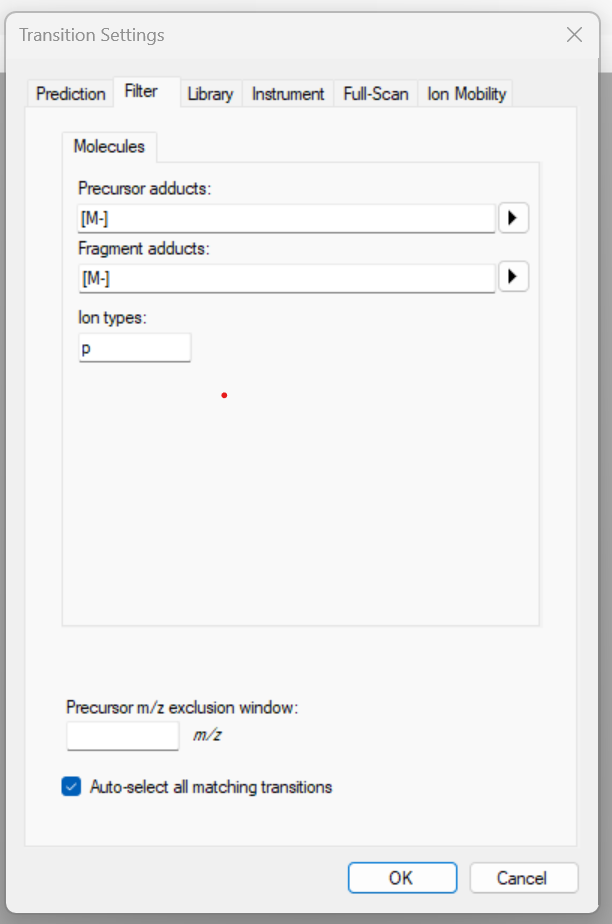 Transition Settings
Prediction Filter Library Instrument Full-Scan Ion Mobility
Molecules
Precursor adducts:
[M-]
Fragment adducts:
[M-]
Ion types:
p
Precursor m/z exclusion window:
m/z
Auto-select all matching transitions
OK Cancel